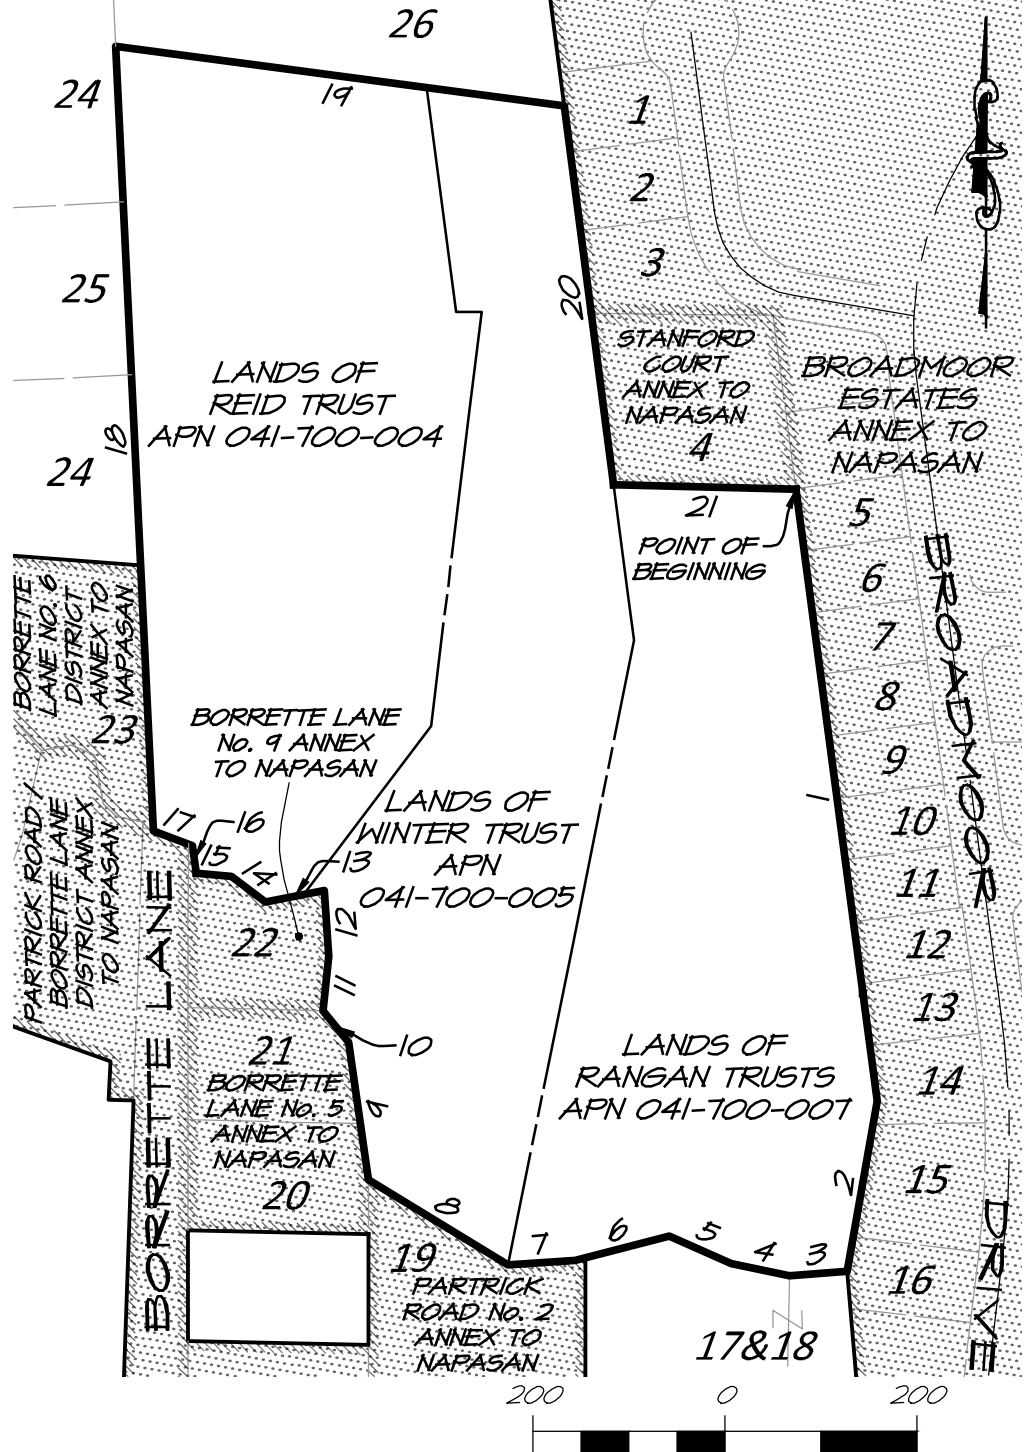 26
24
19
1
2
25
3
20
STANFORD
COURT
ANNEX TO
NAPASAN
4
BROADMOOR
ESTATES
ANNEX TO
NAPASAN
LANDS OF
REID TRUST
APN 041-700-004
18
24
21
POINT OF
BEGINNING
5
6
7
8
9
10
11
12
13
14
15
16
BROADMOOR
DRIVE
BORRETTE
LANE NO. 6
DISTRICT
ANNEX TO
NAPASAN
23
BORRETTE LANE
No. 9 ANNEX
TO NAPASAN
LANDS OF
WINTER TRUST
APN
041-700-005
1
17
16
15
14
13
12
11
10
9
8
7
6
5
4
3
2
PARTRICK ROAD /
BORRETTE LANE
DISTRICT ANNEX
TO NAPASAN
BORRETTE LANE
22
LANDS OF
RANGAN TRUSTS
APN 041-700-007
21
BORRETTE
LANE No. 5
ANNEX TO
NAPASAN
20
19
PARTRICK
ROAD No. 2
ANNEX TO
NAPASAN
17&18
200 0 200